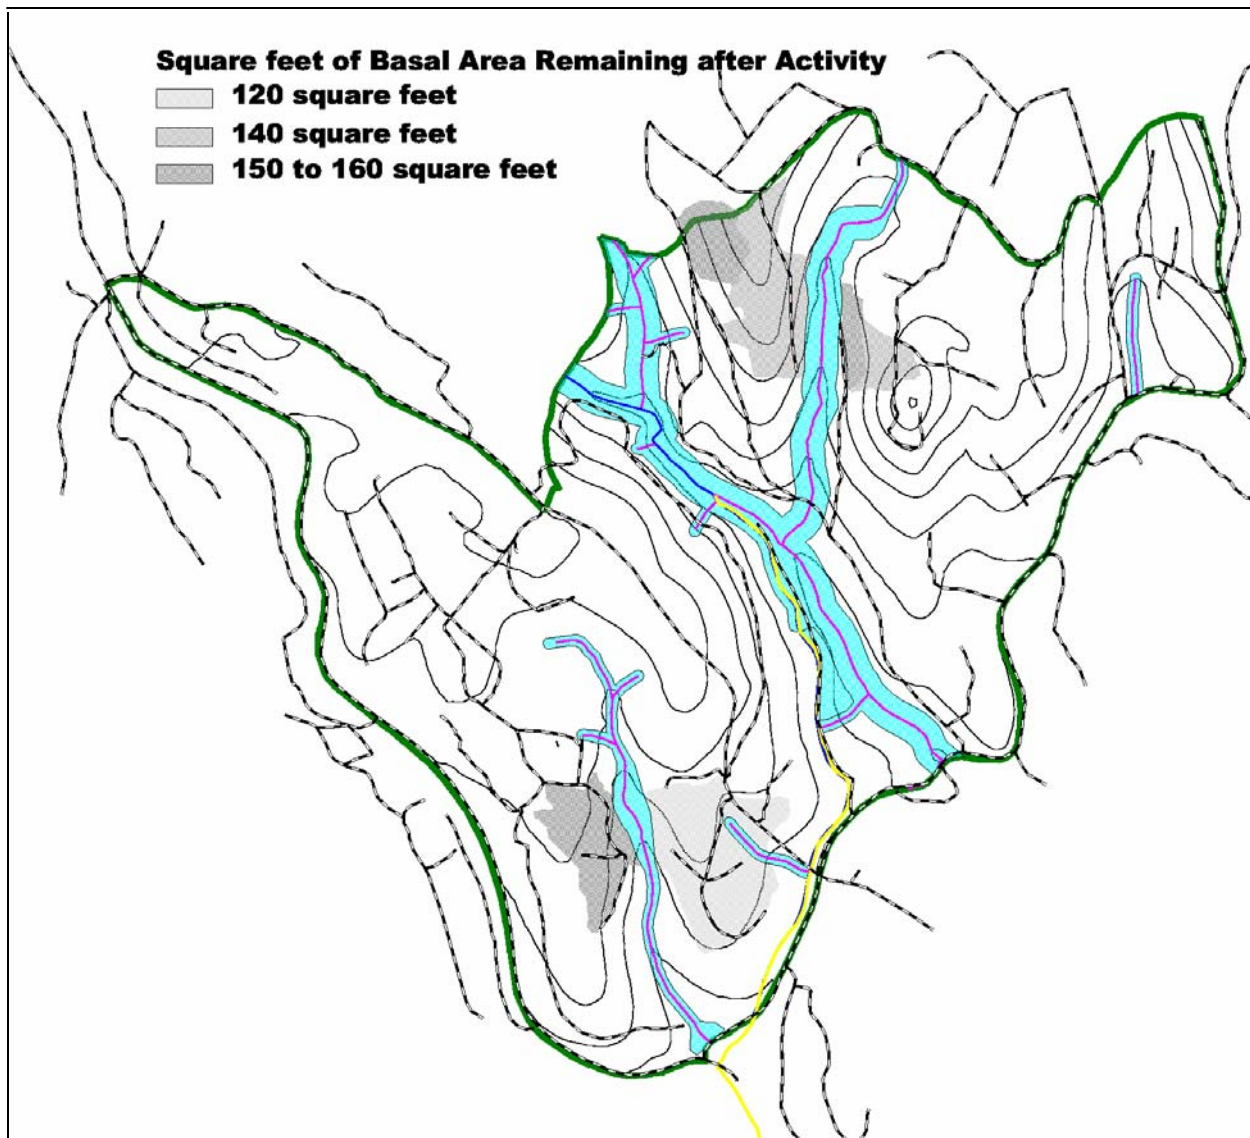 Square feet of Basal Area Remaining after Activity
120 square feet
140 square feet
150 to 160 square feet